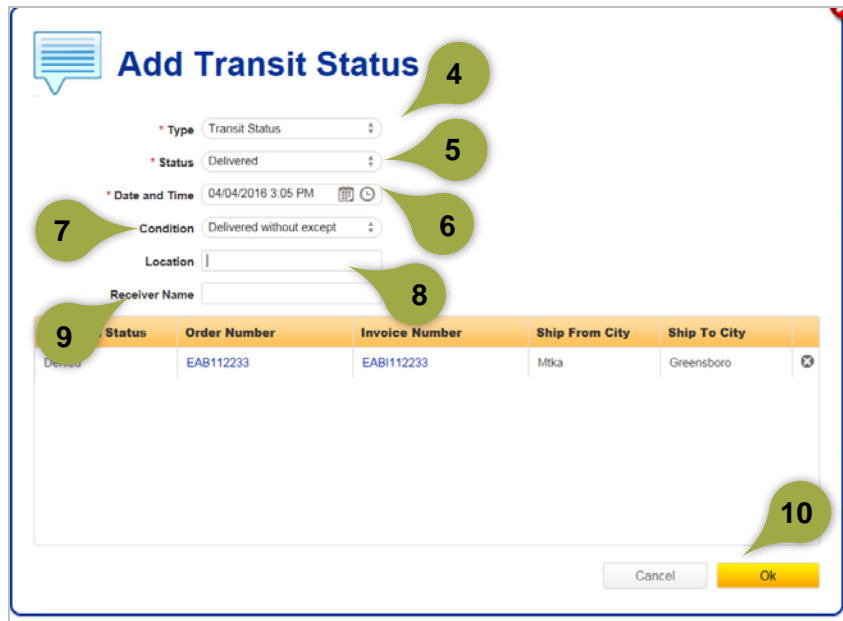 Add Transit Status
4
* Type Transit Status
* Status Delivered
5
* Date and Time 04/04/2016 3:05 PM
6
7
Condition Delivered without except
Location
8
Receiver Name
9
Status Order Number Invoice Number Ship From City Ship To City
EAB112233 EABI112233 Mtka Greensboro
10
Cancel Ok